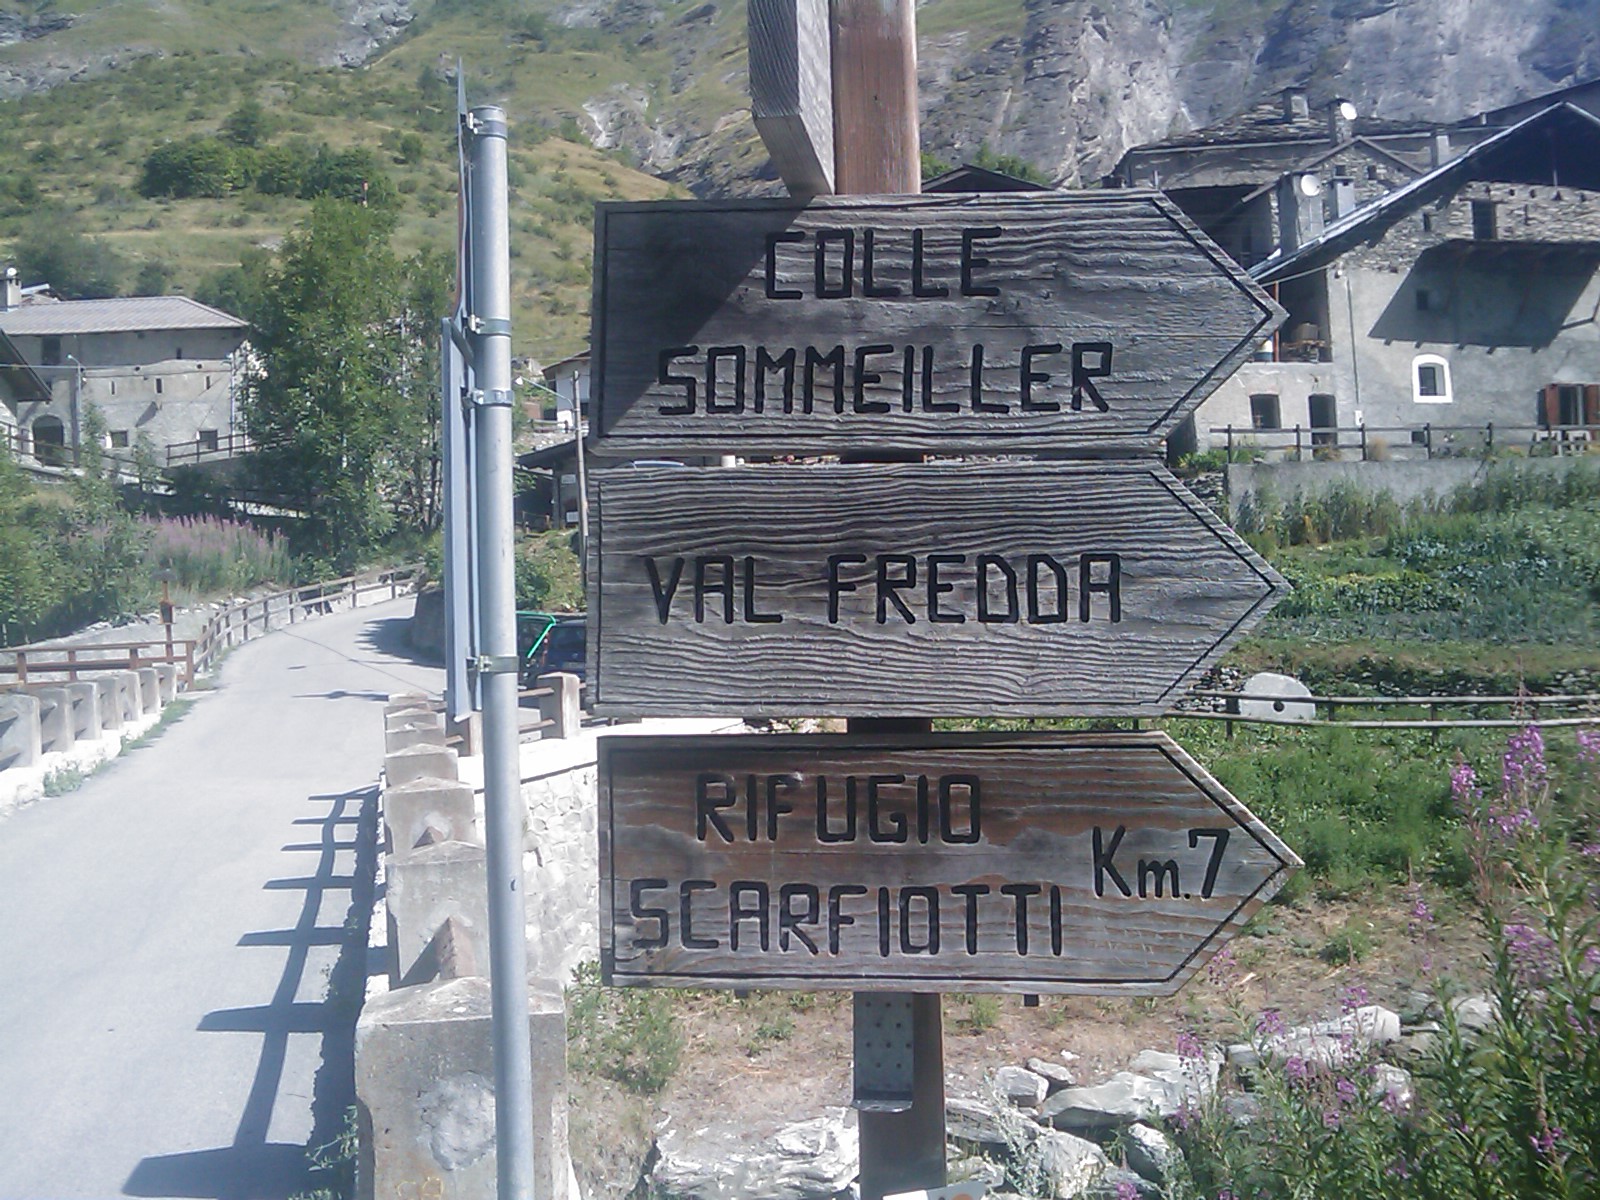 COLLE
SOMMEILLER
VAL FREDDA
RIFUGIO
SCARFIOTTI
Km.7